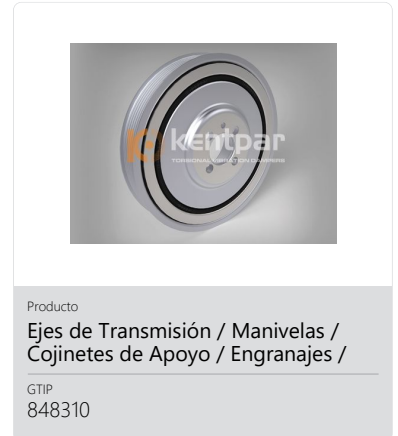 kentpar
TORSIONAL VIBRATION DAMPERS
Producto
Ejes de Transmisión / Manivelas /
Cojinetes de Apoyo / Engranajes /
GTIP
848310